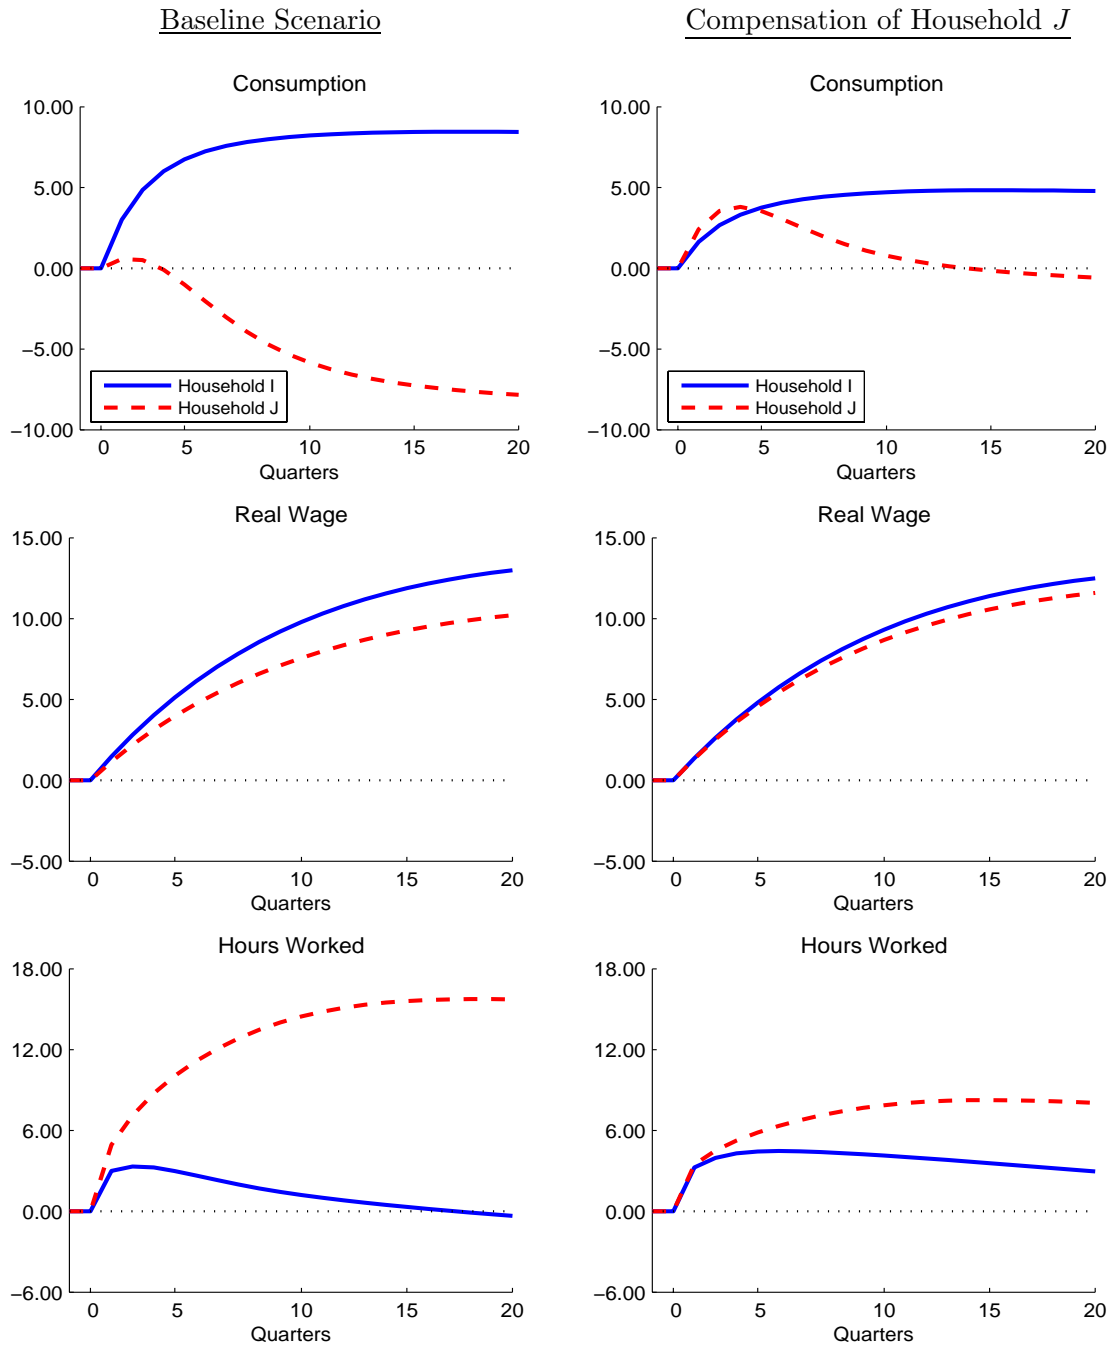 Baseline Scenario
Compensation of Household J
Consumption
10.00
5.00
0.00
−5.00
−10.00
Household I
Household J
0 5 10 15 20
Quarters
Consumption
10.00
5.00
0.00
−5.00
−10.00
Household I
Household J
0 5 10 15 20
Quarters
Real Wage
15.00
10.00
5.00
0.00
−5.00
0 5 10 15 20
Quarters
Real Wage
15.00
10.00
5.00
0.00
−5.00
0 5 10 15 20
Quarters
Hours Worked
18.00
12.00
6.00
0.00
−6.00
0 5 10 15 20
Quarters
Hours Worked
18.00
12.00
6.00
0.00
−6.00
0 5 10 15 20
Quarters